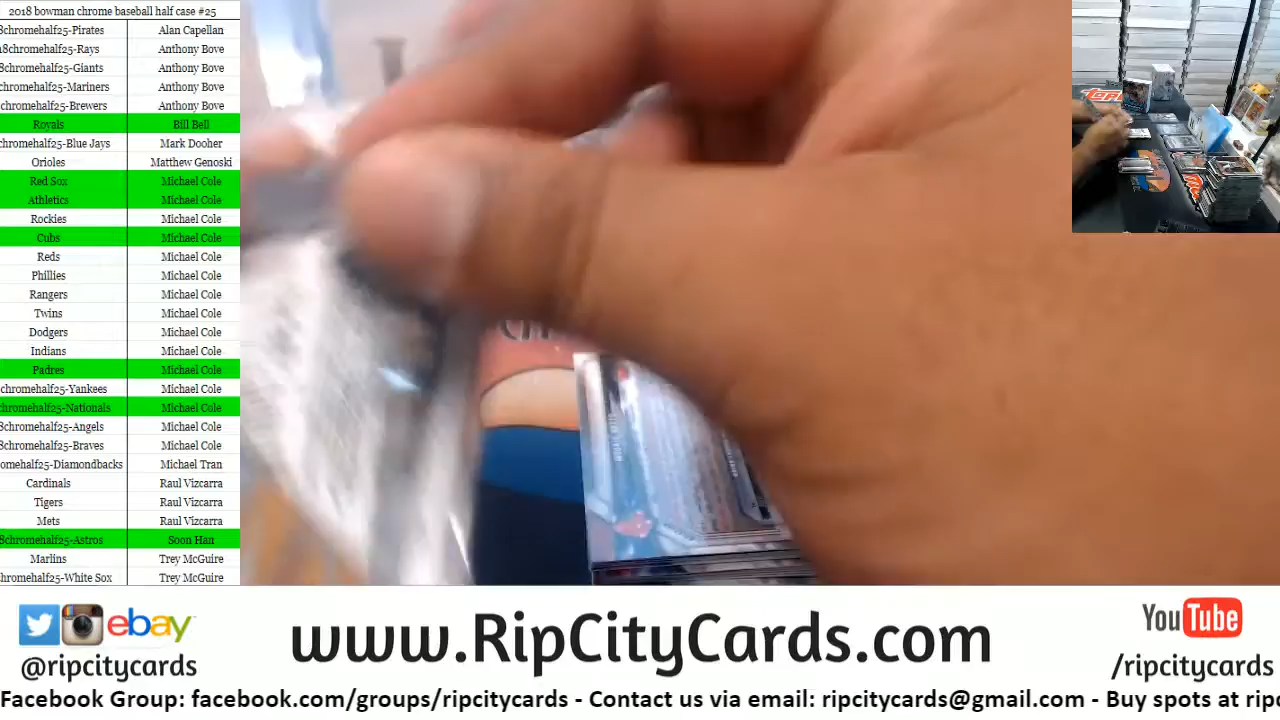 2018 bowman chrome baseball half case #25
8chromehalf25-Pirates Alan Capellan
8chromehalf25-Rays Anthony Bove
8chromehalf25-Giants Anthony Bove
chromehalf25-Mariners Anthony Bove
chromehalf25-Brewers Anthony Bove
Royals Bill Bell
chromehalf25-Blue Jays Mark Dooher
Orioles Matthew Genoski
Red Sox Michael Cole
Athletics Michael Cole
Rockies Michael Cole
Cubs Michael Cole
Reds Michael Cole
Phillies Michael Cole
Rangers Michael Cole
Twins Michael Cole
Dodgers Michael Cole
Indians Michael Cole
Padres Michael Cole
chromehalf25-Yankees Michael Cole
chromehalf25-Nationals Michael Cole
8chromehalf25-Angels Michael Cole
8chromehalf25-Braves Michael Cole
omehalf25-Diamondbacks Michael Tran
Cardinals Raul Vizcarra
Tigers Raul Vizcarra
Mets Raul Vizcarra
8chromehalf25-Astros Soon Han
Marlins Trey McGuire
chromehalf25-White Sox Trey McGuire
ebay
@ripcitycards
www.RipCityCards.com
YouTube
/ripcitycards
Facebook Group: facebook.com/groups/ripcitycards - Contact us via email: ripcitycards@gmail.com - Buy spots at ripc